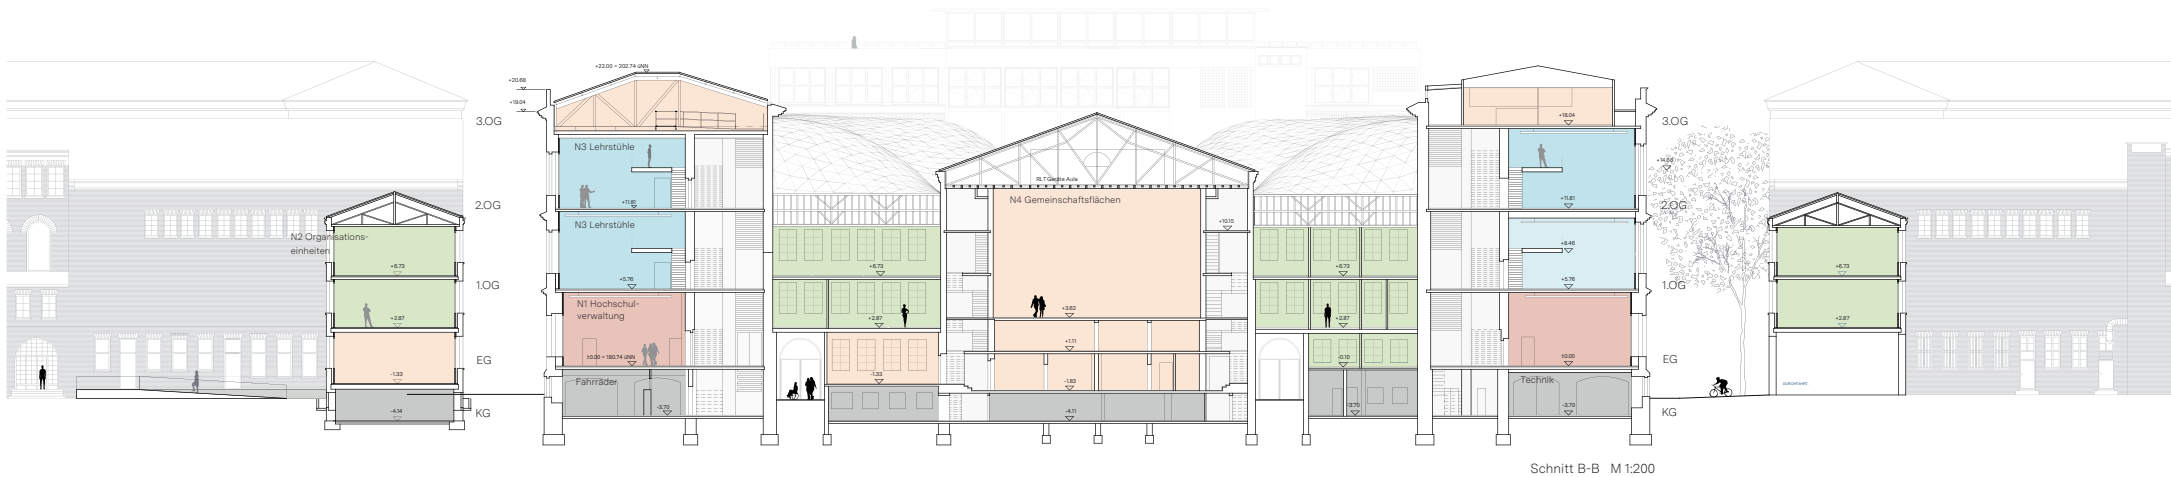 +22.00 = 202.74 üNN
+20.68
+19.04
3.OG
2.OG
1.OG
EG
KG
N2 Organisations-
einheiten
+6.73
+2.87
-1.33
-4.14
N3 Lehrstühle
+11.81
N3 Lehrstühle
+5.76
N1 Hochschul-
verwaltung
±0.00 = 180.74 üNN
Fahrräder
-3.70
+6.73
+2.87
-1.33
RLT Geräte Aula
N4 Gemeinschaftsflächen
+10.15
+3.62
+1.11
-1.83
-4.11
+6.73
+2.87
-0.10
-3.70
+18.04
+11.81
+8.46
+5.76
±0.00
Technik
-3.70
3.OG
2.OG
1.OG
EG
KG
+6.73
+2.87
DURCHFAHRT
Schnitt B-B M 1:200